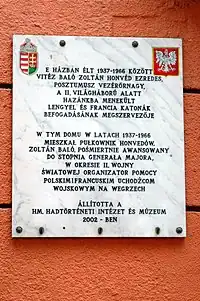 E HÁZBAN ÉLT 1937-1966 KÖZÖTT
VITÉZ BALÓ ZOLTÁN HONVÉD EZREDES,
POSZTUMUSZ VEZÉRŐRNAGY,
A II. VILÁGHÁBORÚ ALATT
HAZÁNKBA MENEKÜLT
LENGYEL ÉS FRANCIA KATONÁK
BEFOGADÁSÁNAK MEGSZERVEZŐJE
W TYM DOMU W LATACH 1937-1966
MIESZKAŁ PUŁKOWNIK HONVEDÓW,
ZOLTÁN BALÓ, POŚMIERTNIE AWANSOWANY
DO STOPNIA GENERAŁA MAJORA,
W OKRESIE II. WOJNY
ŚWIATOWEJ ORGANIZATOR POMOCY
POLSKIM I FRANCUSKIM UCHODŹCOM
WOJSKOWYM NA WĘGRZECH
ÁLLÍTOTTA A
HM. HADTÖRTÉNETI INTÉZET ÉS MÚZEUM
2002 - BEN